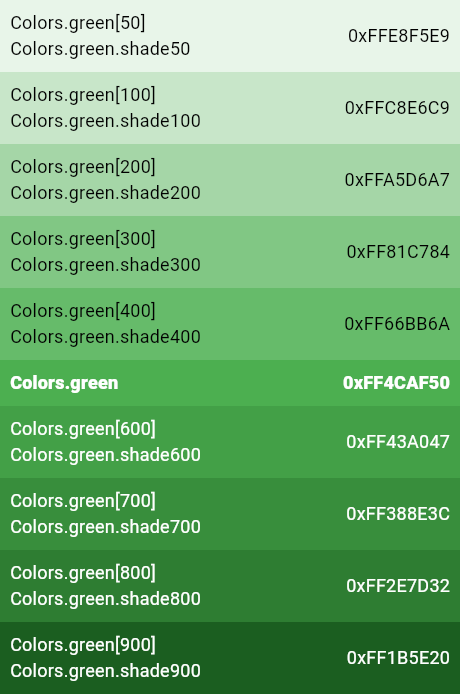 Colors.green[50]
Colors.green.shade50
0xFFE8F5E9
Colors.green[100]
Colors.green.shade100
0xFFC8E6C9
Colors.green[200]
Colors.green.shade200
0xFFA5D6A7
Colors.green[300]
Colors.green.shade300
0xFF81C784
Colors.green[400]
Colors.green.shade400
0xFF66BB6A
Colors.green
0xFF4CAF50
Colors.green[600]
Colors.green.shade600
0xFF43A047
Colors.green[700]
Colors.green.shade700
0xFF388E3C
Colors.green[800]
Colors.green.shade800
0xFF2E7D32
Colors.green[900]
Colors.green.shade900
0xFF1B5E20